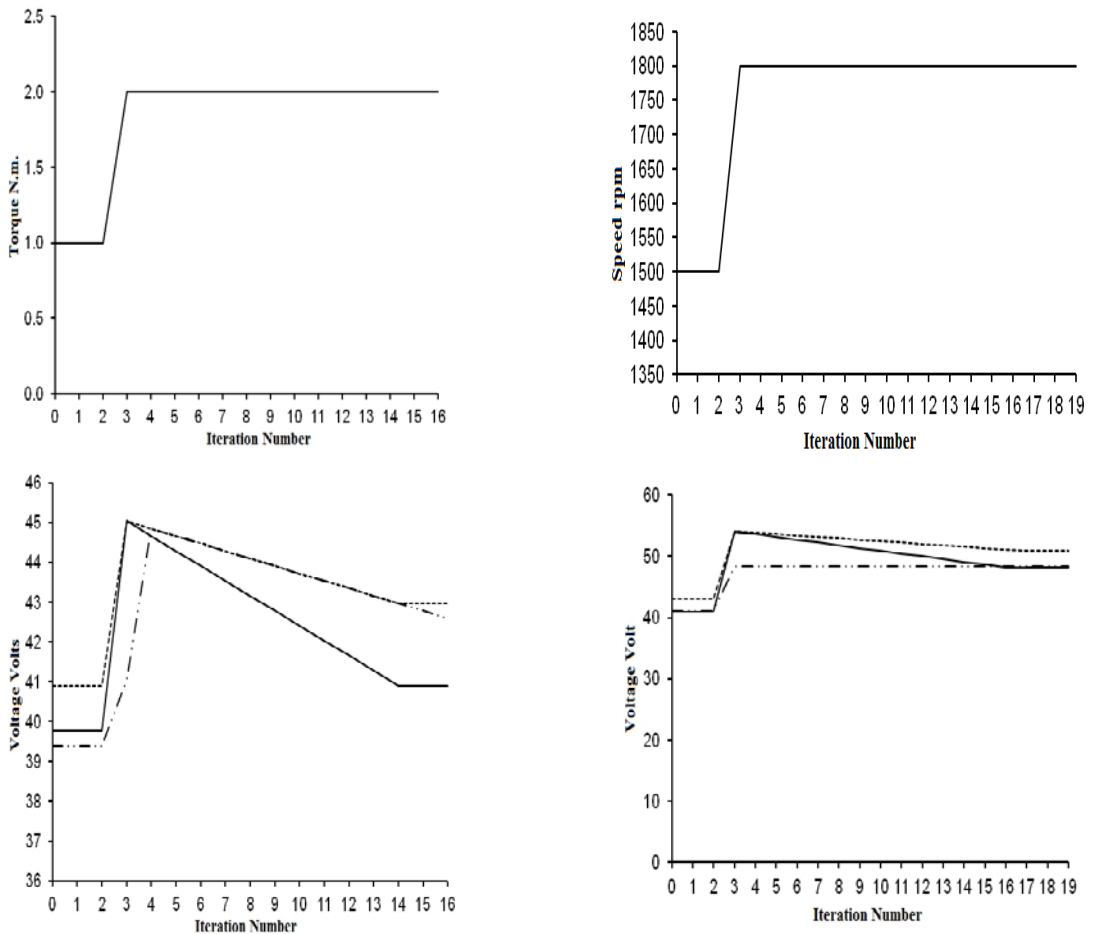 2.5
2.0
1.5
1.0
0.5
0.0
Torque N.m.
0 1 2 3 4 5 6 7 8 9 10 11 12 13 14 15 16
Iteration Number
1850
1800
1750
1700
1650
1600
1550
1500
1450
1400
1350
Speed rpm
0 1 2 3 4 5 6 7 8 9 10 11 12 13 14 15 16 17 18 19
Iteration Number
46
45
44
43
42
41
40
39
38
37
36
Voltage Volts
0 1 2 3 4 5 6 7 8 9 10 11 12 13 14 15 16
Iteration Number
60
50
40
30
20
10
0
Voltage Volt
0 1 2 3 4 5 6 7 8 9 10 11 12 13 14 15 16 17 18 19
Iteration Number